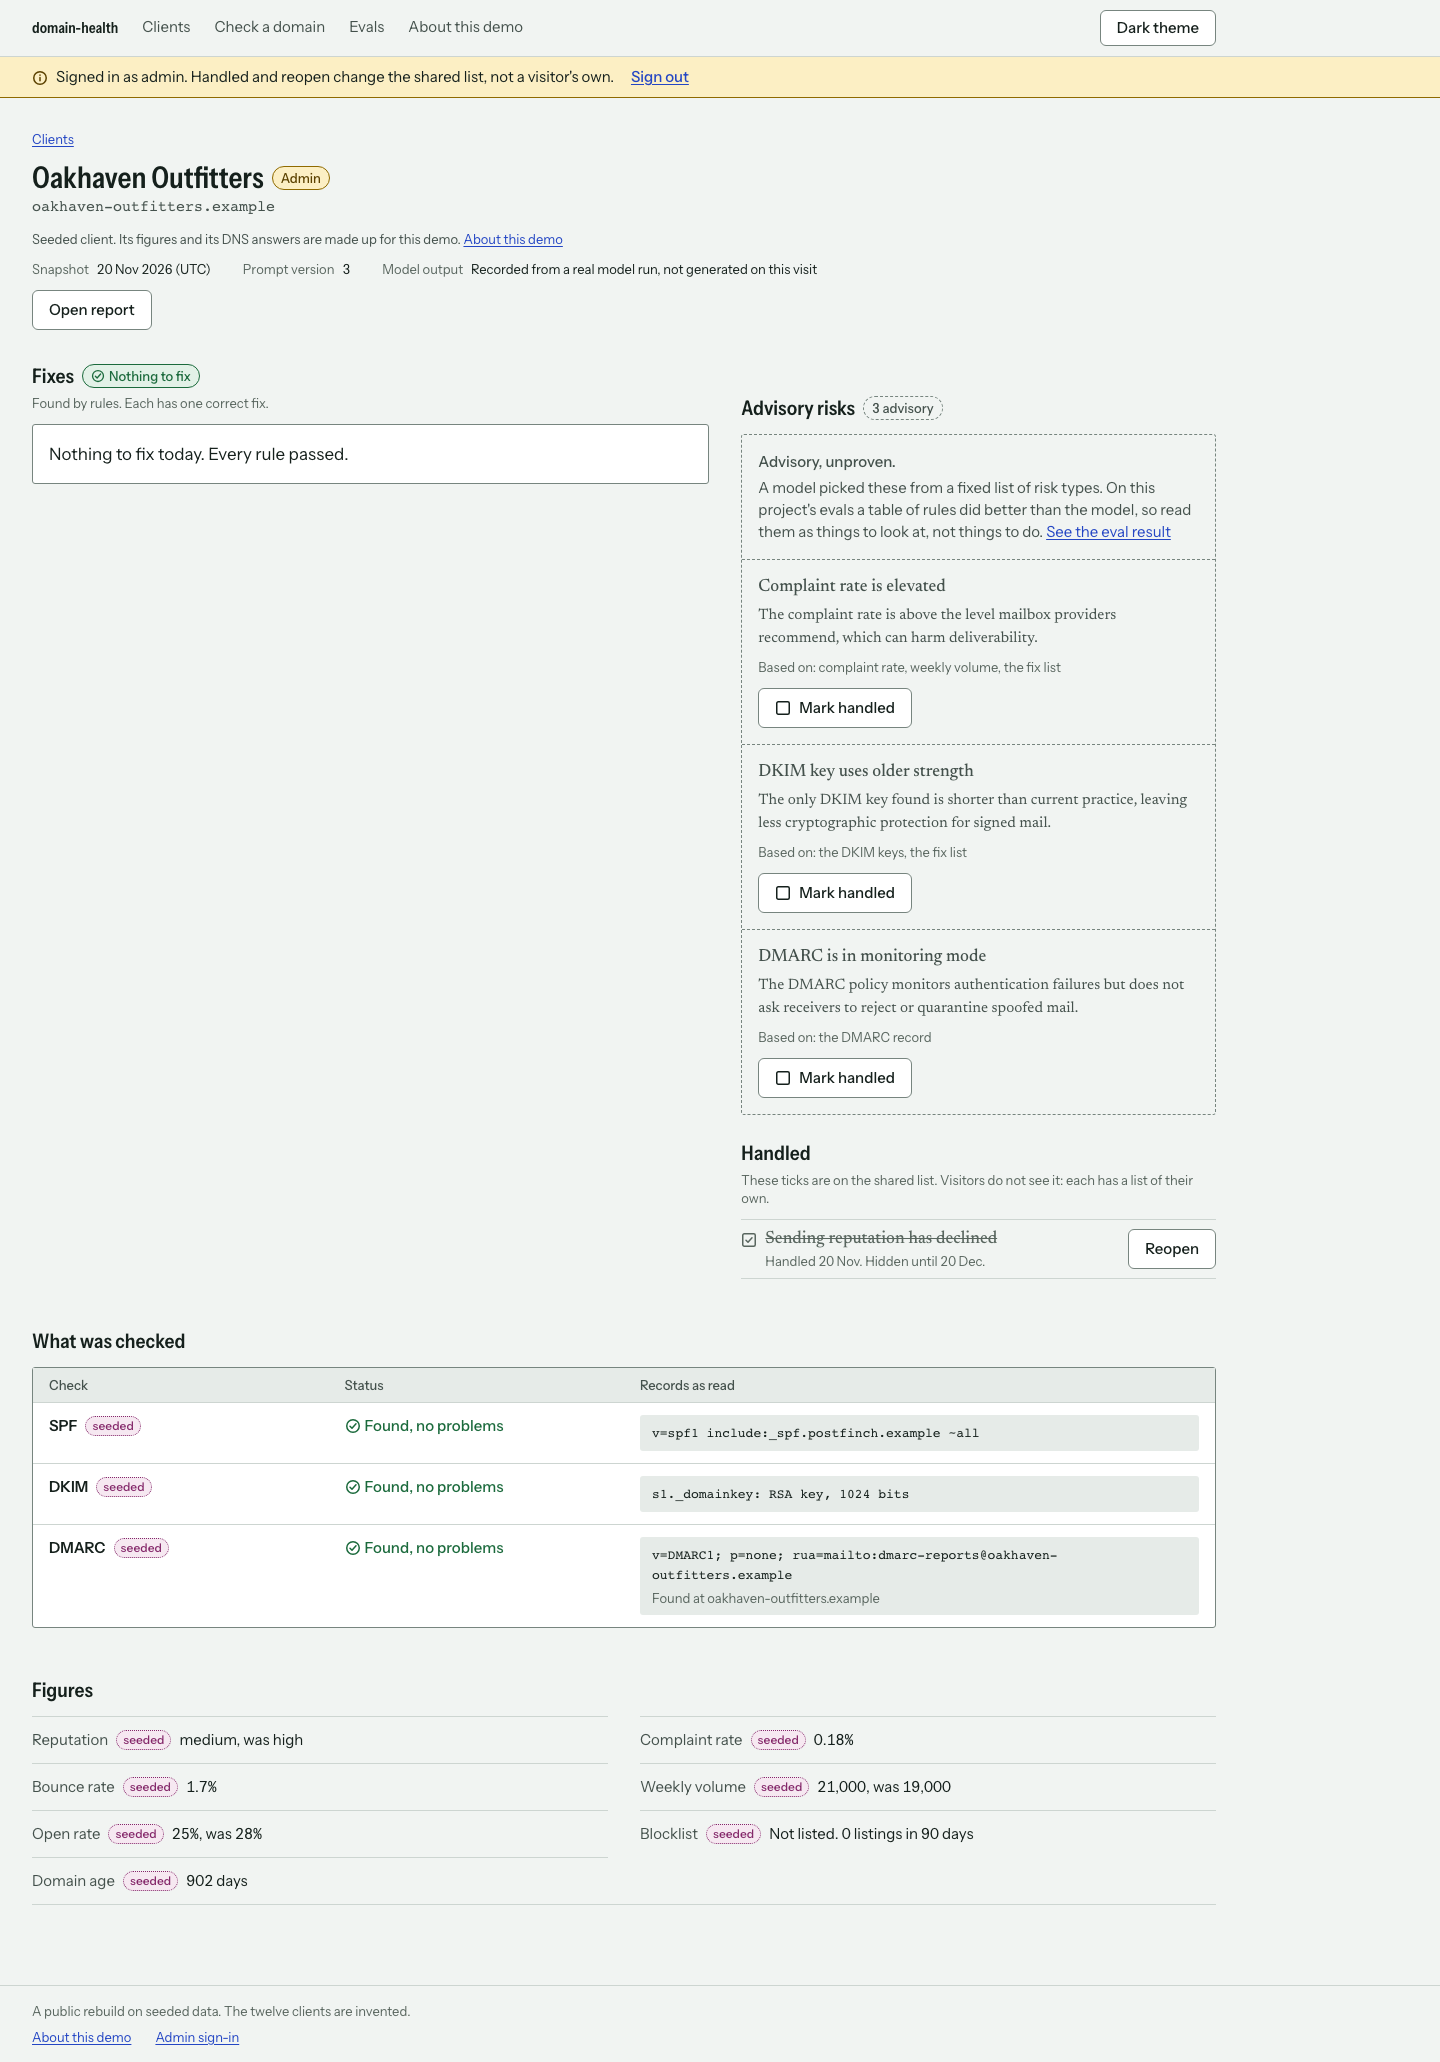 domain-health Clients Check a domain Evals About this demo Dark theme
Signed in as admin. Handled and reopen change the shared list, not a visitor's own. Sign out
Clients
Oakhaven Outfitters Admin
oakhaven-outfitters.example
Seeded client. Its figures and its DNS answers are made up for this demo. About this demo
Snapshot 20 Nov 2026 (UTC) Prompt version 3 Model output Recorded from a real model run, not generated on this visit
Open report
Fixes Nothing to fix
Found by rules. Each has one correct fix.
Nothing to fix today. Every rule passed.
Advisory risks 3 advisory
Advisory, unproven.
A model picked these from a fixed list of risk types. On this
project's evals a table of rules did better than the model, so read
them as things to look at, not things to do. See the eval result
Complaint rate is elevated
The complaint rate is above the level mailbox providers
recommend, which can harm deliverability.
Based on: complaint rate, weekly volume, the fix list
Mark handled
DKIM key uses older strength
The only DKIM key found is shorter than current practice, leaving
less cryptographic protection for signed mail.
Based on: the DKIM keys, the fix list
Mark handled
DMARC is in monitoring mode
The DMARC policy monitors authentication failures but does not
ask receivers to reject or quarantine spoofed mail.
Based on: the DMARC record
Mark handled
Handled
These ticks are on the shared list. Visitors do not see it: each has a list of their
own.
Sending reputation has declined
Handled 20 Nov. Hidden until 20 Dec.
Reopen
What was checked
Check Status Records as read
SPF seeded Found, no problems v=spf1 include:_spf.postfinch.example ~all
DKIM seeded Found, no problems s1._domainkey: RSA key, 1024 bits
DMARC seeded Found, no problems v=DMARC1; p=none; rua=mailto:dmarc-reports@oakhaven-
outfitters.example
Found at oakhaven-outfitters.example
Figures
Reputation seeded medium, was high
Complaint rate seeded 0.18%
Bounce rate seeded 1.7%
Weekly volume seeded 21,000, was 19,000
Open rate seeded 25%, was 28%
Blocklist seeded Not listed. 0 listings in 90 days
Domain age seeded 902 days
A public rebuild on seeded data. The twelve clients are invented.
About this demo Admin sign-in